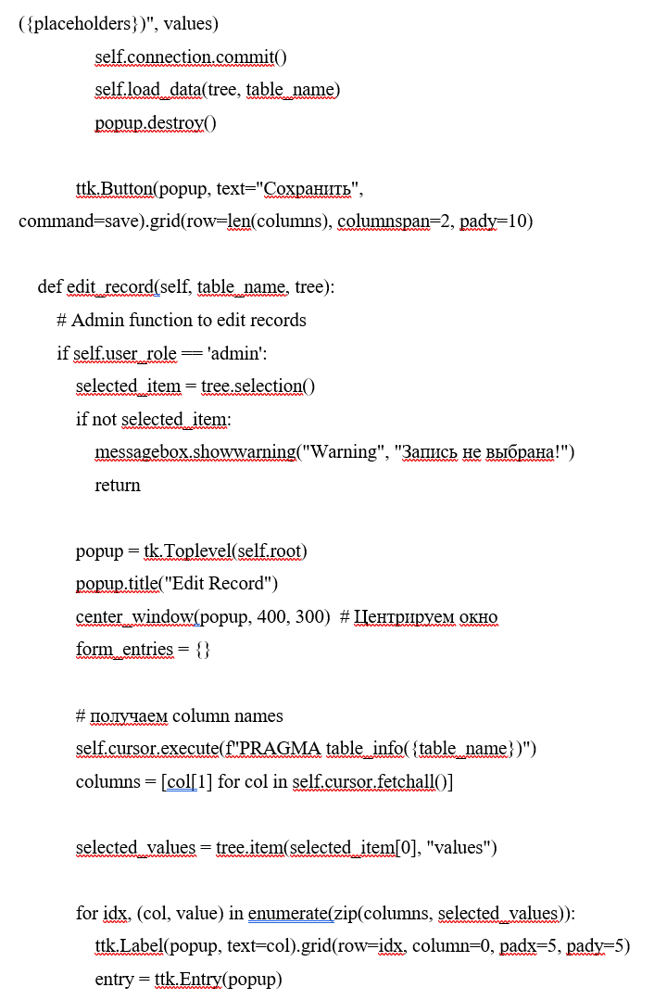 ({placeholders})", values)
self.connection.commit()
self.load_data(tree, table_name)
popup.destroy()
ttk.Button(popup, text="Сохранить",
command=save).grid(row=len(columns), columnspan=2, pady=10)
def edit_record(self, table_name, tree):
# Admin function to edit records
if self.user_role == 'admin':
selected_item = tree.selection()
if not selected_item:
messagebox.showwarning("Warning", "Запись не выбрана!")
return
popup = tk.Toplevel(self.root)
popup.title("Edit Record")
center_window(popup, 400, 300)  # Центрируем окно
form_entries = {}
# получаем column names
self.cursor.execute(f"PRAGMA table_info({table_name})")
columns = [col[1] for col in self.cursor.fetchall()]
selected_values = tree.item(selected_item[0], "values")
for idx, (col, value) in enumerate(zip(columns, selected_values)):
ttk.Label(popup, text=col).grid(row=idx, column=0, padx=5, pady=5)
entry = ttk.Entry(popup)